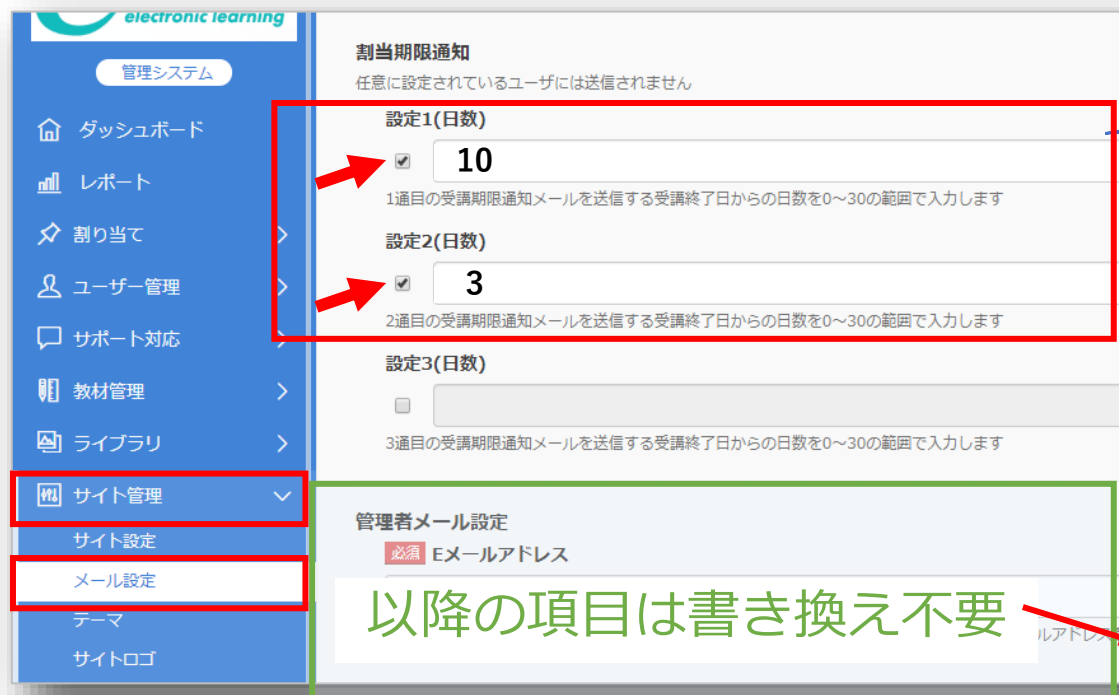 electronic learning
管理システム
ダッシュボード
レポート
割り当て
ユーザー管理
サポート対応
教材管理
ライブラリ
サイト管理
サイト設定
メール設定
テーマ
サイトロゴ
割当期限通知
任意に設定されているユーザには送信されません
設定1(日数)
10
1通目の受講期限通知メールを送信する受講終了日からの日数を0～30の範囲で入力します
設定2(日数)
3
2通目の受講期限通知メールを送信する受講終了日からの日数を0～30の範囲で入力します
設定3(日数)
3通目の受講期限通知メールを送信する受講終了日からの日数を0～30の範囲で入力します
管理者メール設定
必須 Eメールアドレス
以降の項目は書き換え不要
ルアドレス